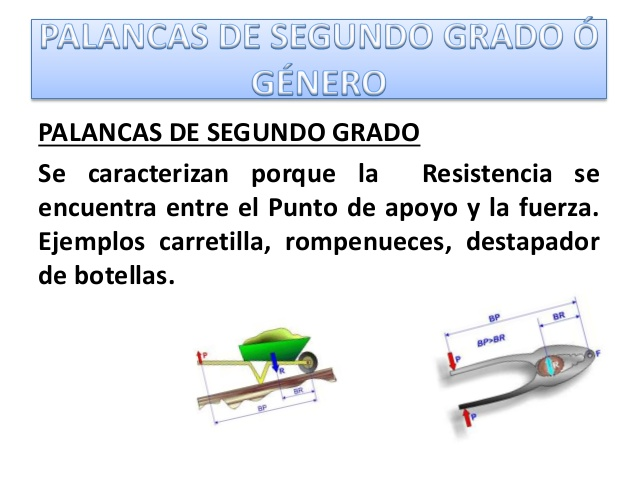 PALANCAS DE SEGUNDO GRADO Ó
GÉNERO
PALANCAS DE SEGUNDO GRADO
Se caracterizan porque la Resistencia se
encuentra entre el Punto de apoyo y la fuerza.
Ejemplos carretilla, rompenueces, destapador
de botellas.
P
R
BR
BP
BP
BR
BP>BR
P
R
F
P